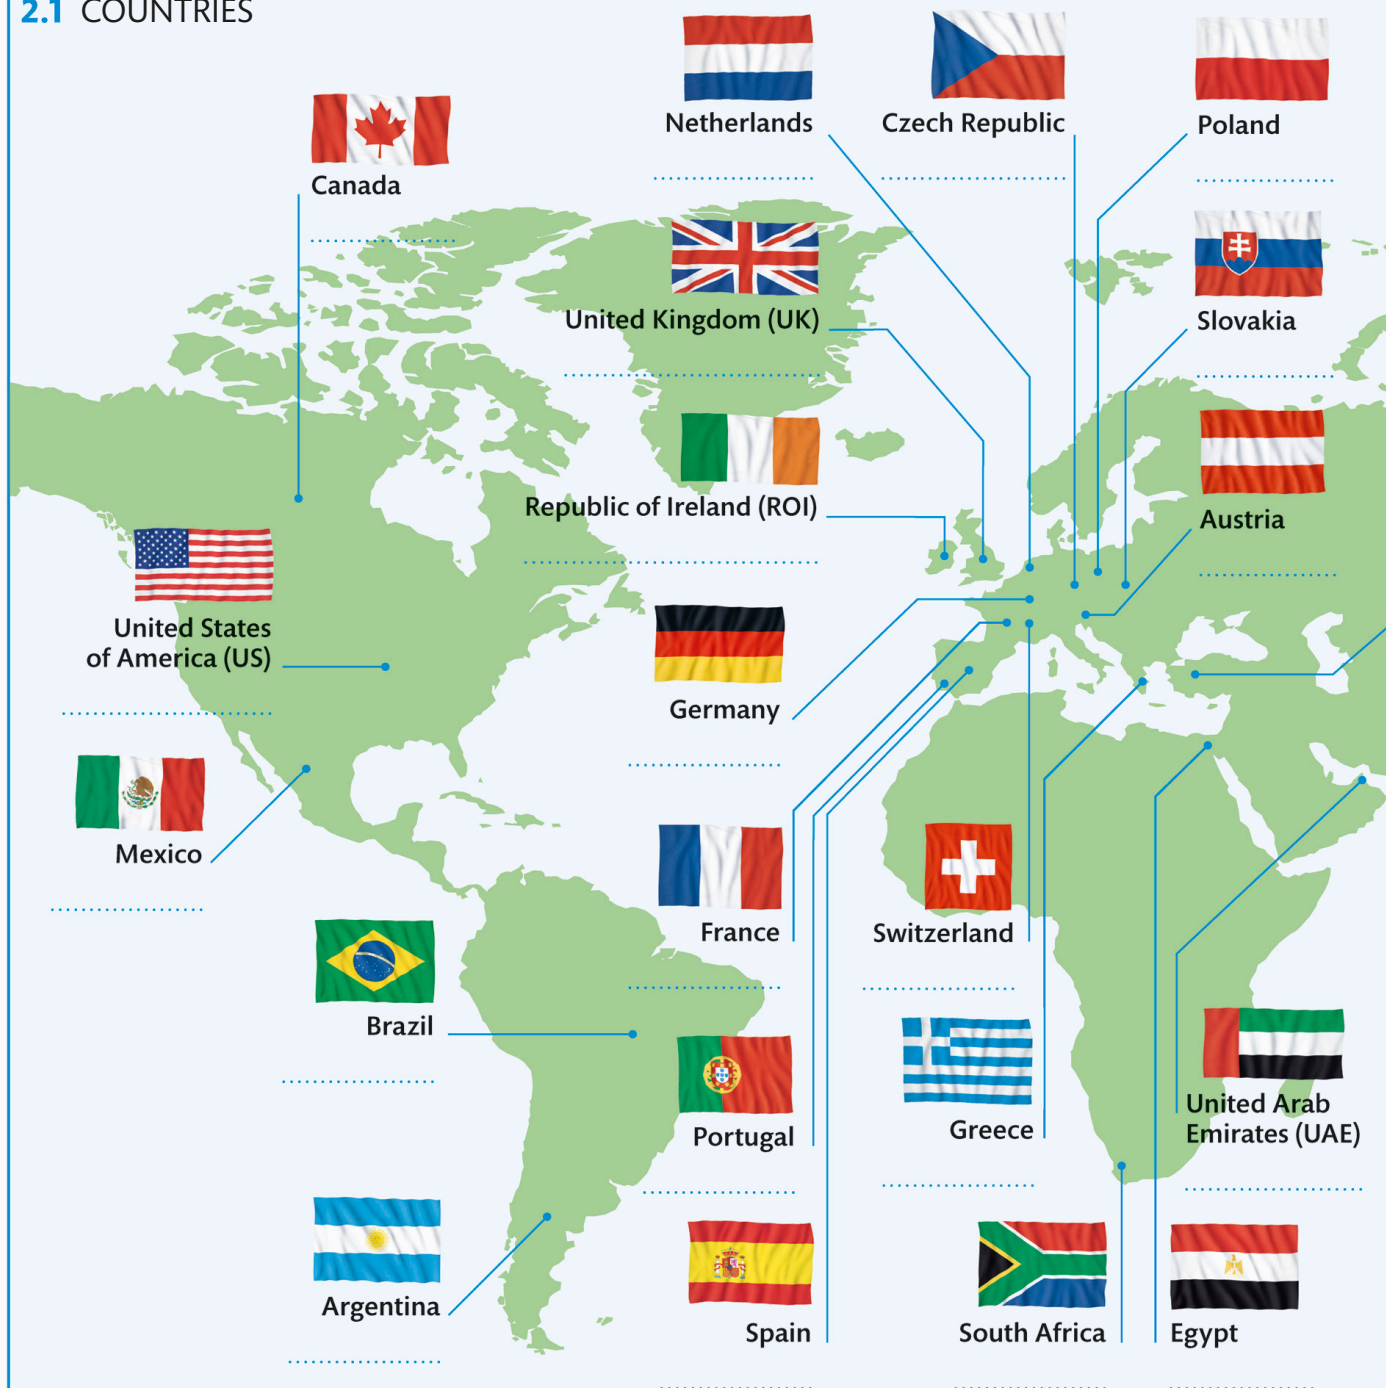 2.1 COUNTRIES
Netherlands
Czech Republic
Poland
Canada
United Kingdom (UK)
Slovakia
Republic of Ireland (ROI)
Austria
United States
of America (US)
Germany
Mexico
France
Switzerland
Brazil
Portugal
Greece
United Arab
Emirates (UAE)
Argentina
Spain
South Africa
Egypt